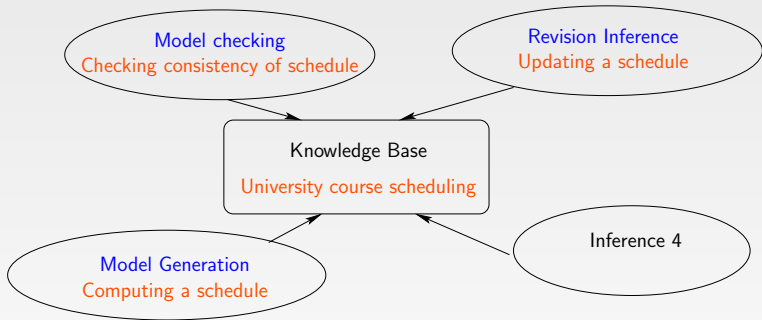 Model checking
Checking consistency of schedule
Revision Inference
Updating a schedule
Knowledge Base
University course scheduling
Model Generation
Computing a schedule
Inference 4